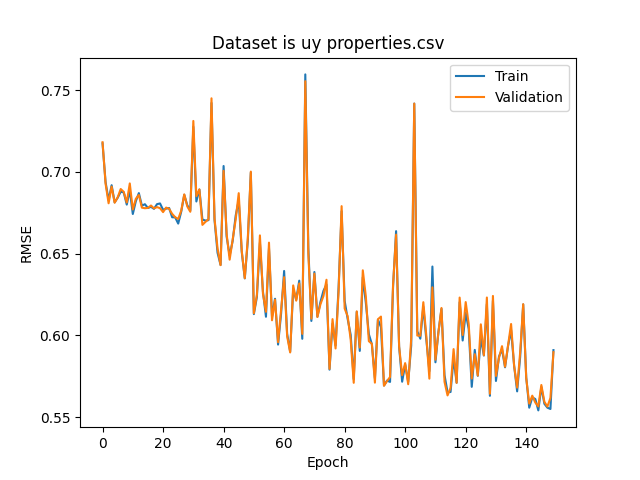 Dataset is uy properties.csv
Train
Validation
RMSE
0.75
0.70
0.65
0.60
0.55
0 20 40 60 80 100 120 140
Epoch